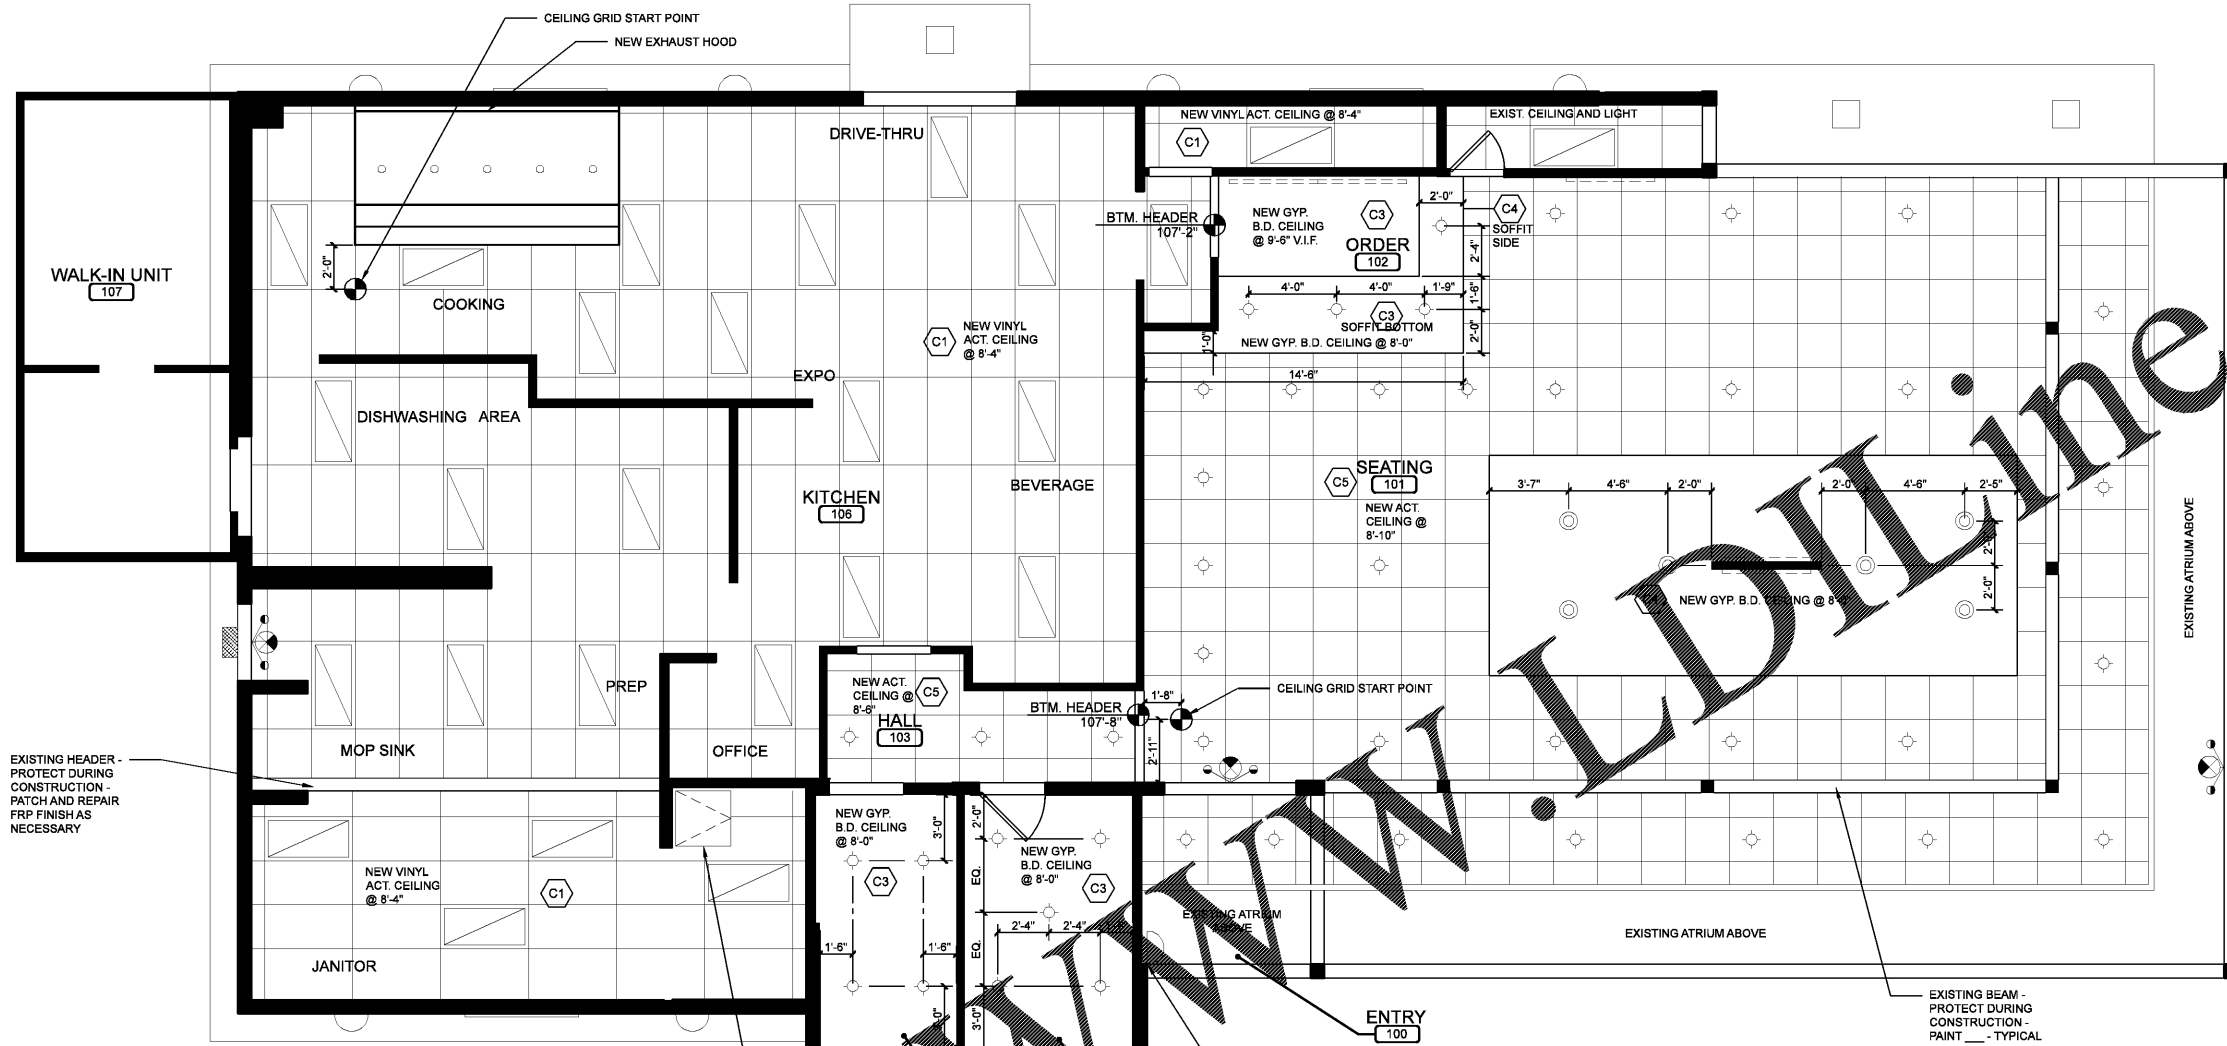 CEILING GRID START POINT
NEW EXHAUST HOOD
DRIVE-THRU
NEW VINYL ACT. CEILING @ 8'-4"
C1
EXIST. CEILING AND LIGHT
WALK-IN UNIT
107
2'-0"
COOKING
BTM. HEADER
107'-2"
NEW GYP.
B.D. CEILING
@ 9'-6" V.I.F.
C3
ORDER
102
2'-0"
C4
SOFFIT
SIDE
2'-4"
1'-6"
2'-0"
4'-0"
4'-0"
1'-9"
C3
SOFFIT BOTTOM
NEW GYP. B.D. CEILING @ 8'-0"
1'-0"
14'-6"
C1
NEW VINYL
ACT. CEILING
@ 8'-4"
EXPO
DISHWASHING AREA
KITCHEN
106
BEVERAGE
C5
SEATING
101
NEW ACT.
CEILING @
8'-10"
3'-7"
4'-6"
2'-0"
2'-0"
4'-6"
2'-5"
2'-0"
NEW GYP. B.D. CEILING @ 8'-0"
EXISTING ATRIUM ABOVE
PREP
MOP SINK
OFFICE
NEW ACT.
CEILING @
8'-6"
C5
HALL
103
BTM. HEADER
107'-8"
1'-8"
2'-11"
CEILING GRID START POINT
EXISTING HEADER -
PROTECT DURING
CONSTRUCTION -
PATCH AND REPAIR
FRP FINISH AS
NECESSARY
NEW VINYL
ACT. CEILING
@ 8'-4"
C1
JANITOR
NEW GYP.
B.D. CEILING
@ 8'-0"
C3
3'-0"
1'-6"
1'-6"
2'-0"
EQ.
EQ.
3'-0"
NEW GYP.
B.D. CEILING
@ 8'-0"
C3
2'-4"
2'-4"
EXISTING ATRIUM
ABOVE
EXISTING ATRIUM ABOVE
ENTRY
100
EXISTING BEAM -
PROTECT DURING
CONSTRUCTION -
PAINT ___ - TYPICAL
www.LDILine